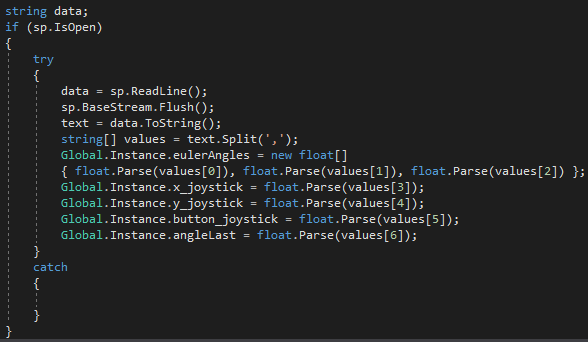 string data;
if (sp.IsOpen)
{
try
{
data = sp.ReadLine();
sp.BaseStream.Flush();
text = data.ToString();
string[] values = text.Split(',');
Global.Instance.eulerAngles = new float[]
{ float.Parse(values[0]), float.Parse(values[1]), float.Parse(values[2]) };
Global.Instance.x_joystick = float.Parse(values[3]);
Global.Instance.y_joystick = float.Parse(values[4]);
Global.Instance.button_joystick = float.Parse(values[5]);
Global.Instance.angleLast = float.Parse(values[6]);
}
catch
{
}
}